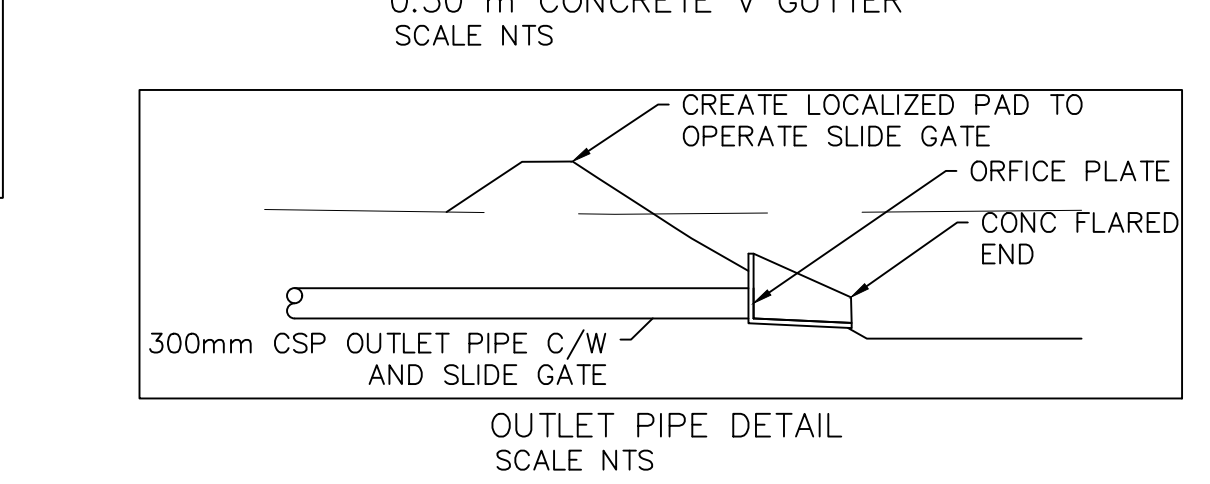 0.50 m CONCRETE V GUTTER
SCALE NTS
CREATE LOCALIZED PAD TO
OPERATE SLIDE GATE
ORFICE PLATE
CONC FLARED
END
300mm CSP OUTLET PIPE C/W
AND SLIDE GATE
OUTLET PIPE DETAIL
SCALE NTS